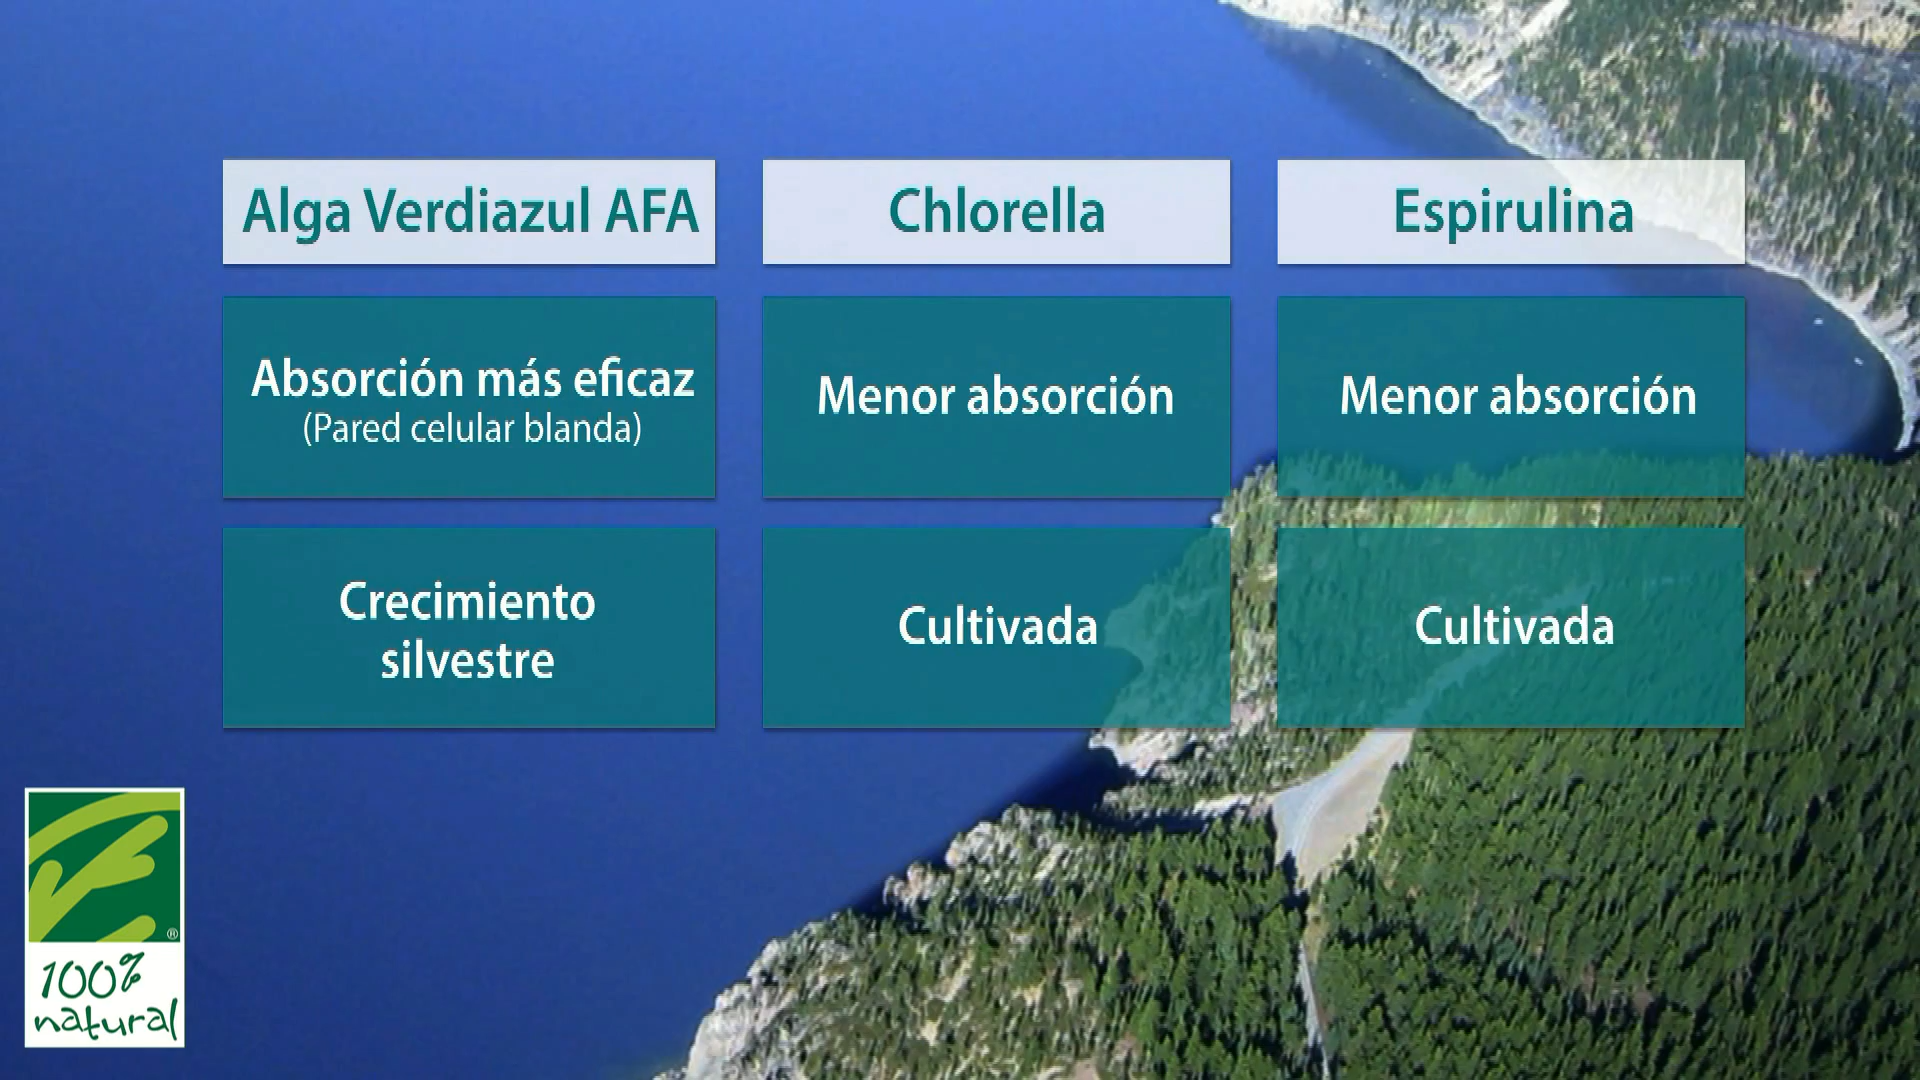 Alga Verdiazul AFA
Chlorella
Espirulina
Absorción más eficaz
(Pared celular blanda)
Menor absorción
Menor absorción
Crecimiento
silvestre
Cultivada
Cultivada
®
100%
natural